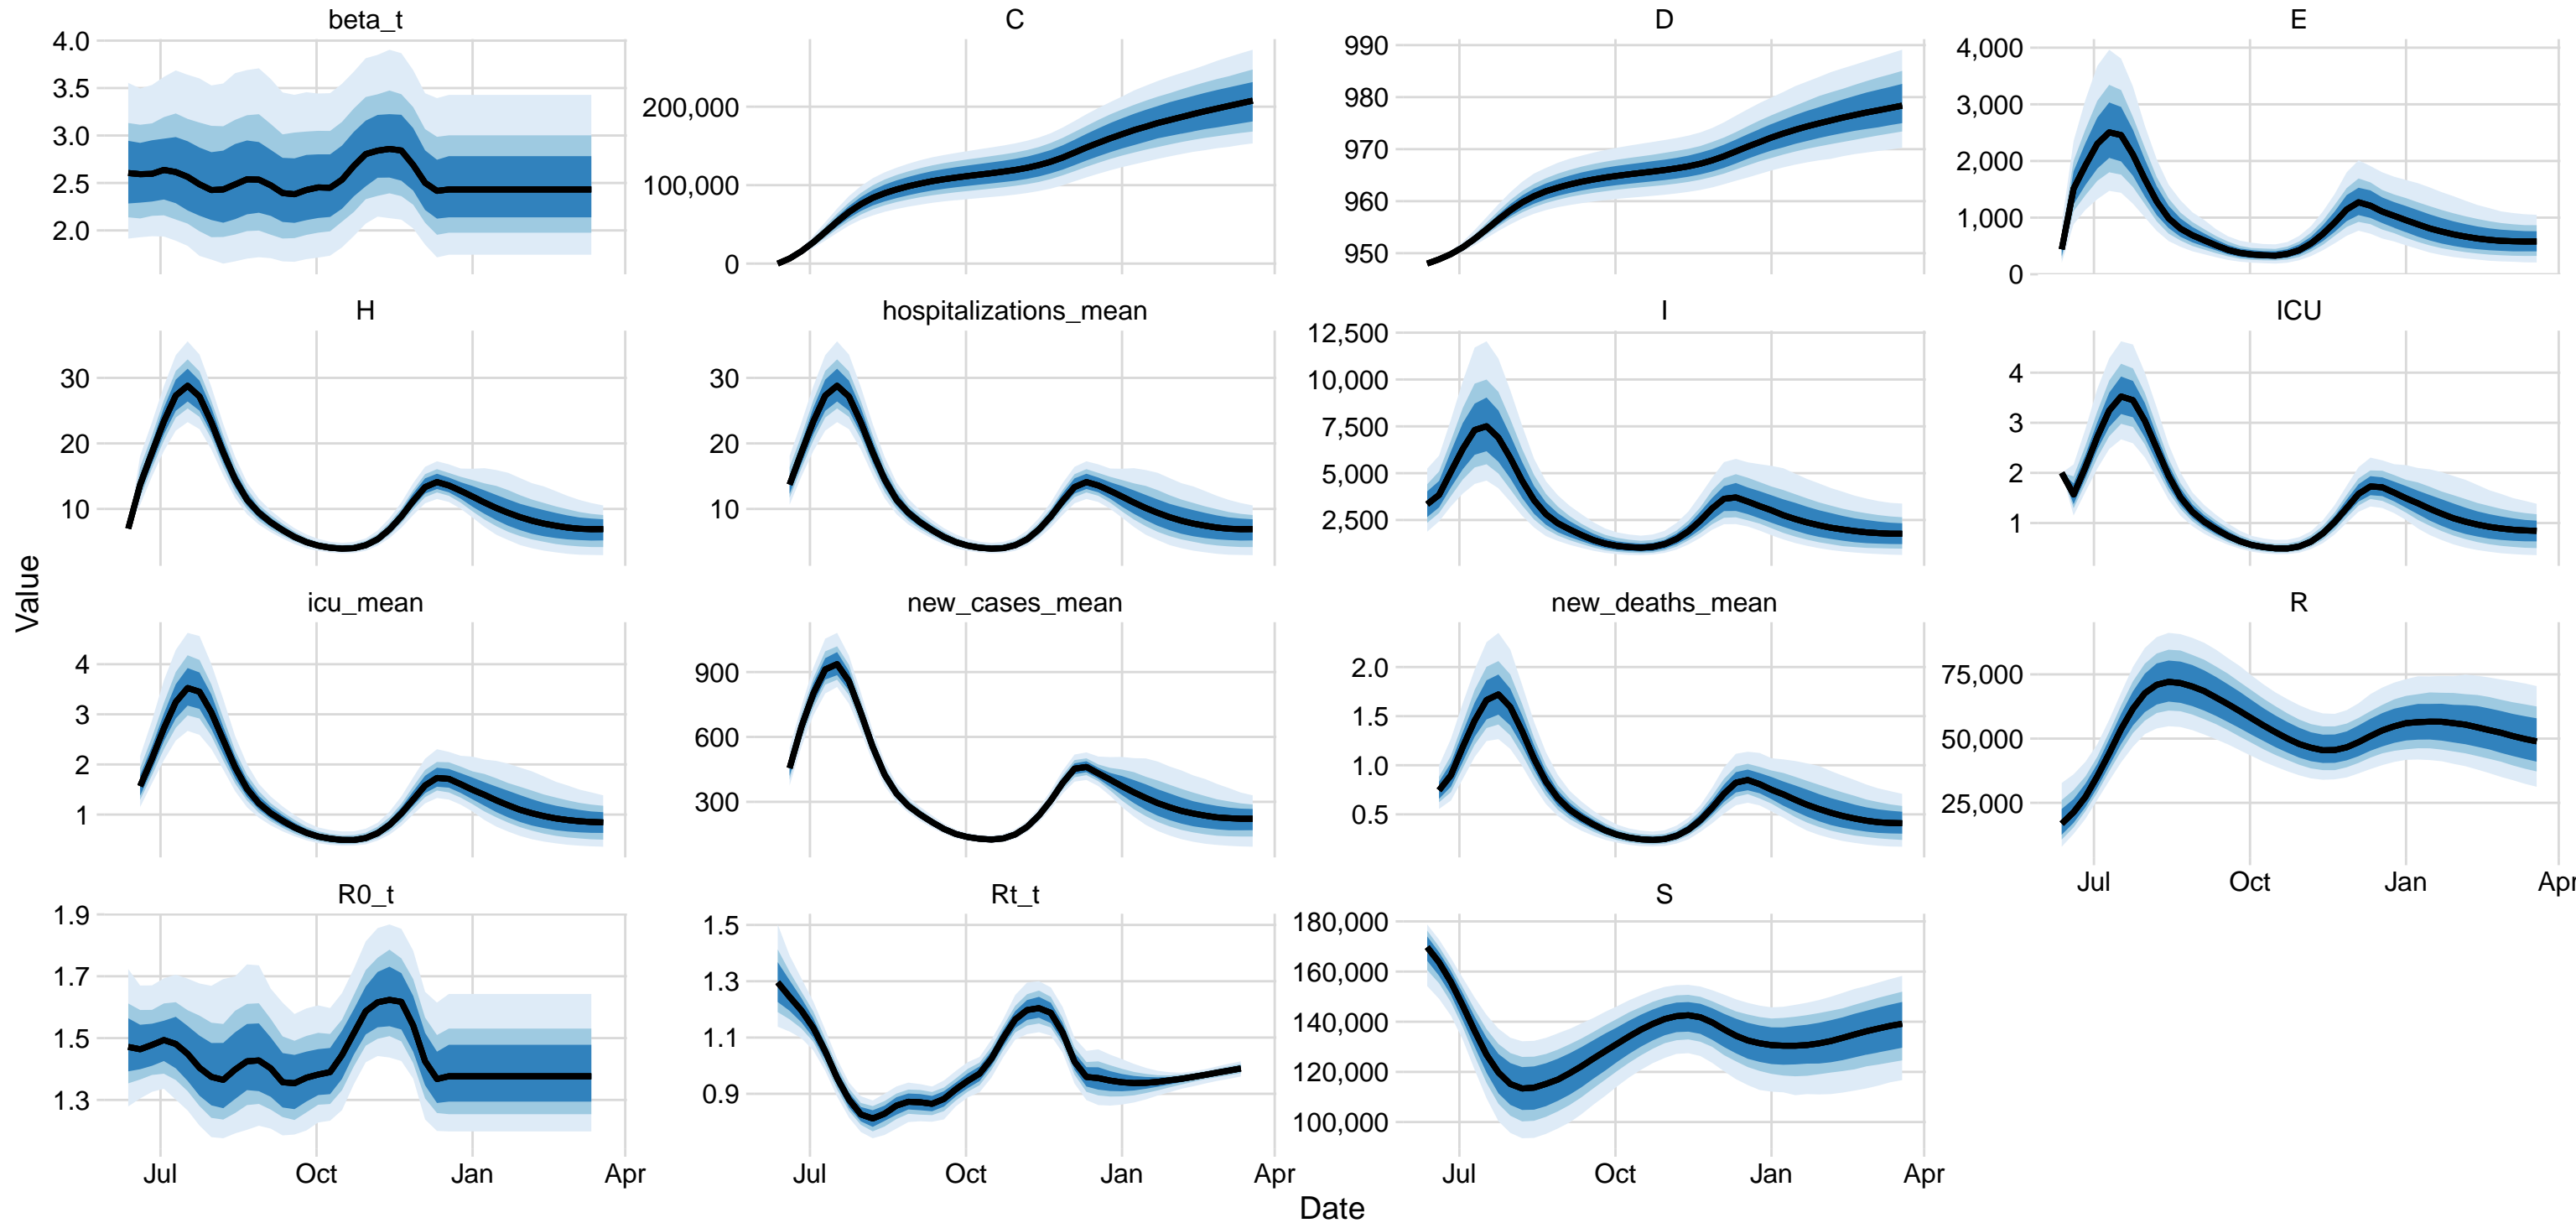 beta_t
4.0
3.5
3.0
2.5
2.0
C
200,000
100,000
0
D
990
980
970
960
950
E
4,000
3,000
2,000
1,000
0
H
30
20
10
hospitalizations_mean
30
20
10
I
12,500
10,000
7,500
5,000
2,500
ICU
4
3
2
1
Value
icu_mean
4
3
2
1
new_cases_mean
900
600
300
new_deaths_mean
2.0
1.5
1.0
0.5
R
75,000
50,000
25,000
Jul Oct Jan Apr
R0_t
1.9
1.7
1.5
1.3
Jul Oct Jan Apr
Rt_t
1.5
1.3
1.1
0.9
Jul Oct Jan Apr
S
180,000
160,000
140,000
120,000
100,000
Jul Oct Jan Apr
Date